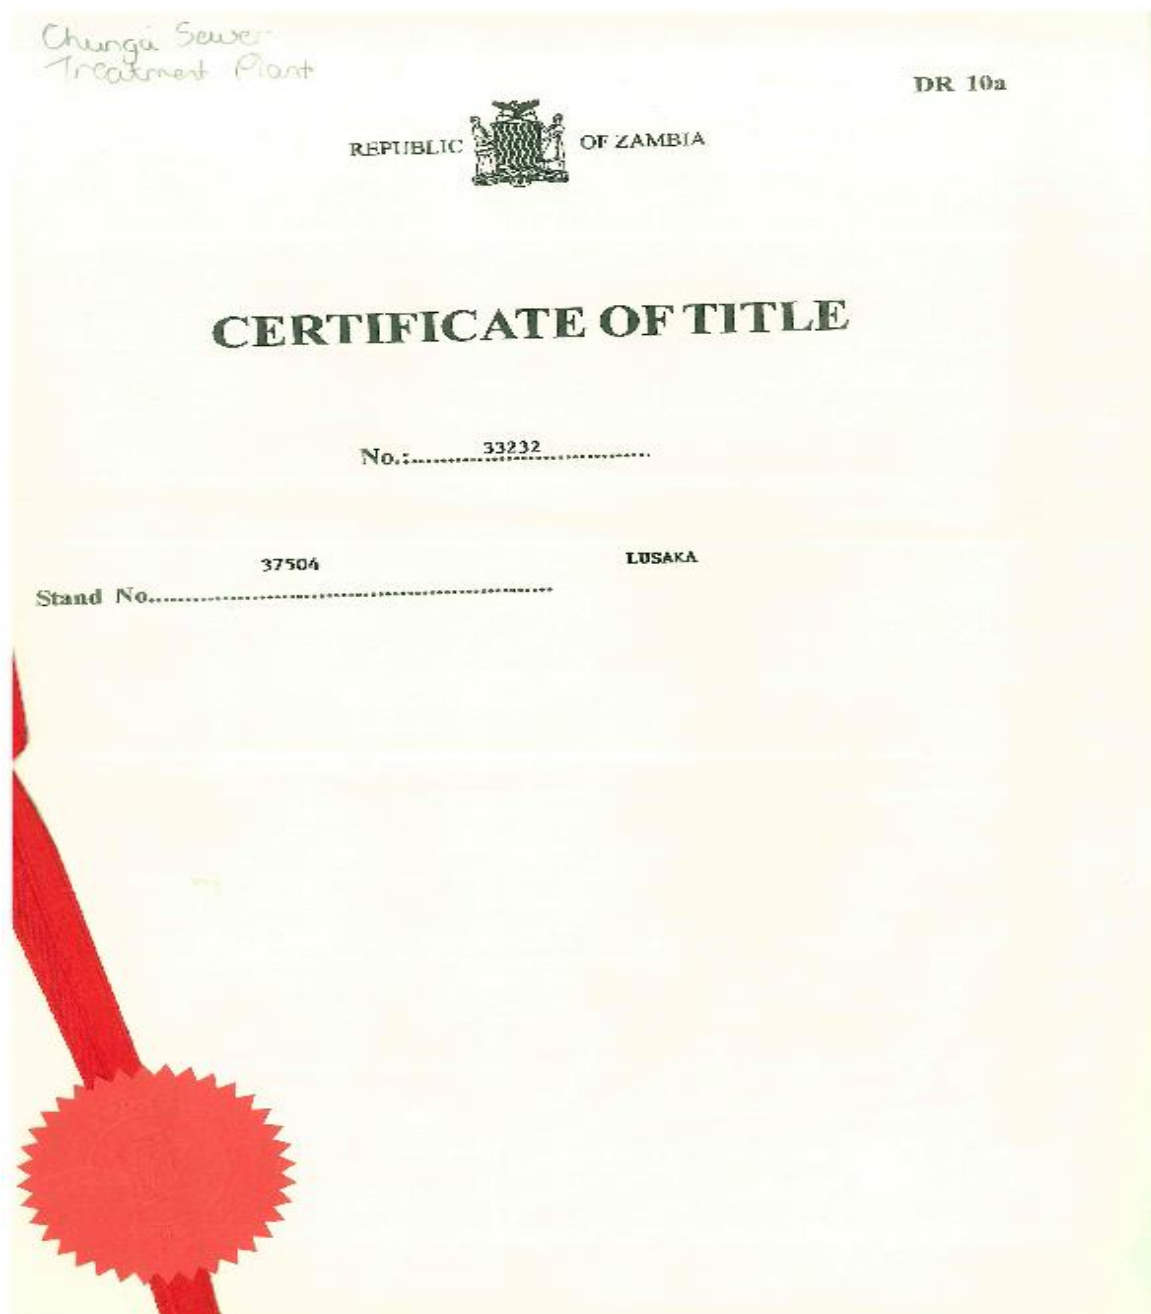 Chunga Sewer
Treatment Plant
DR 10a
REPUBLIC OF ZAMBIA
CERTIFICATE OF TITLE
No.:........33232........
37504 LUSAKA
Stand No........